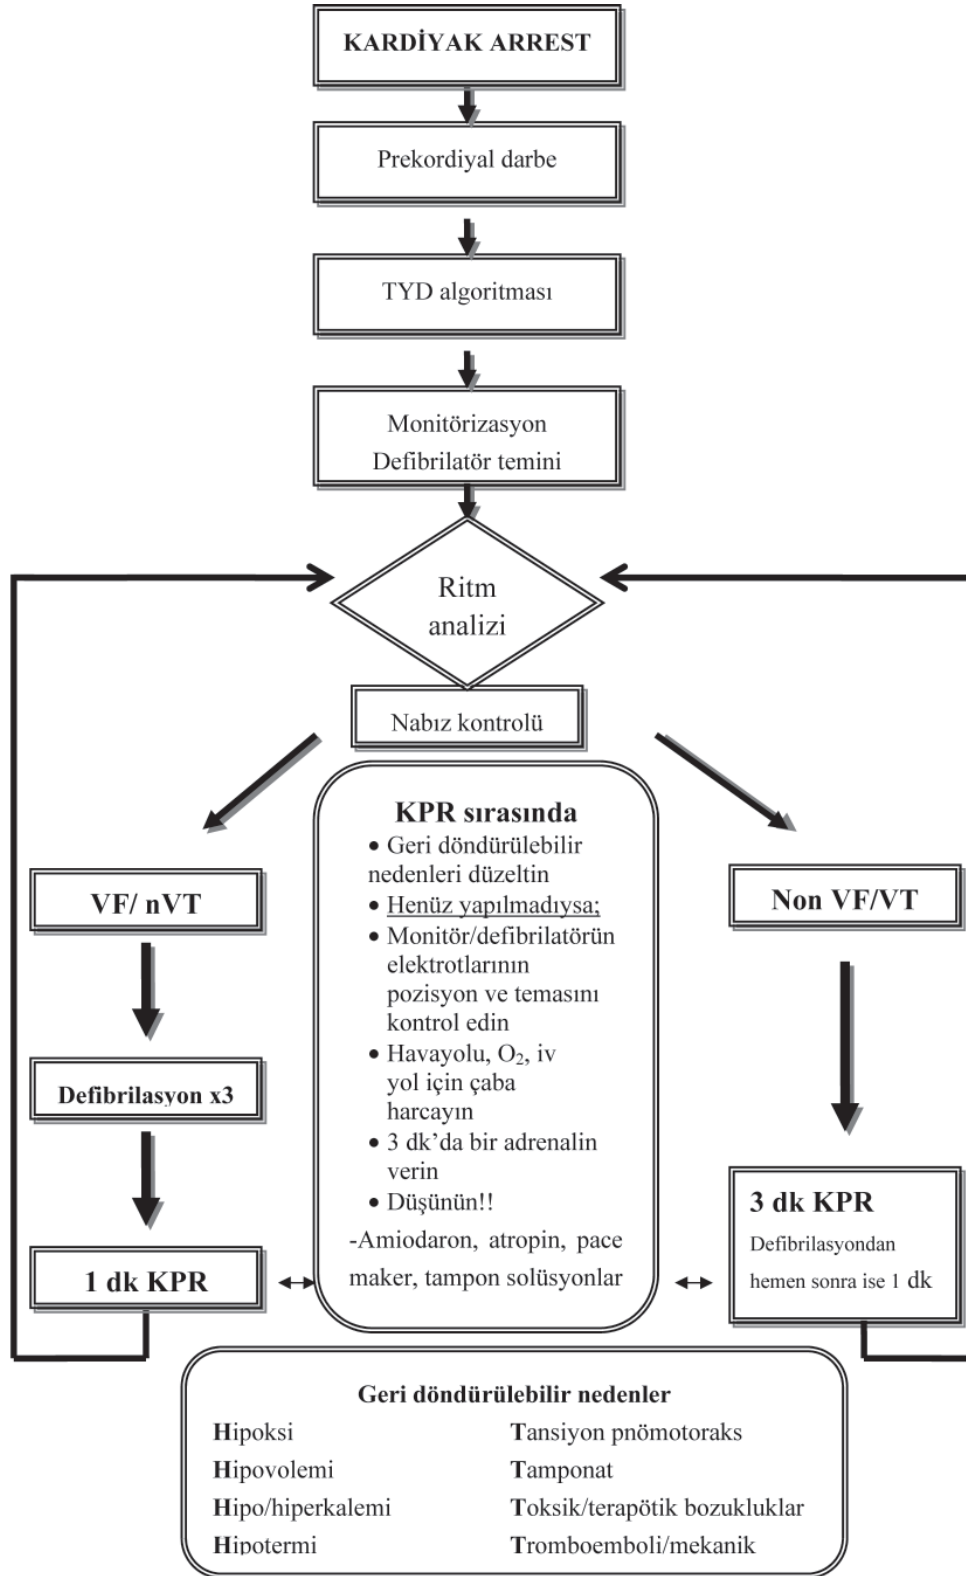 KARDİYAK ARREST
Prekordiyal darbe
TYD algoritması
Monitörizasyon
Defibrilatör temini
Ritm
analizi
Nabız kontrolü
VF/ nVT
Defibrilasyon x3
1 dk KPR
KPR sırasında
• Geri döndürülebilir
nedenleri düzeltin
• Henüz yapılmadıysa;
• Monitör/defibrilatörün
elektrotlarının
pozisyon ve temasını
kontrol edin
• Havayolu, O₂, iv
yol için çaba
harcayın
• 3 dk’da bir adrenalin
verin
• Düşünün!!
-Amiodaron, atropin, pace
maker, tampon solüsyonlar
Non VF/VT
3 dk KPR
Defibrilasyondan
hemen sonra ise 1 dk
Geri döndürülebilir nedenler
Hipoksi
Hipovolemi
Hipo/hiperkalemi
Hipotermi
Tansiyon pnömotoraks
Tamponat
Toksik/terapötik bozukluklar
Tromboemboli/mekanik